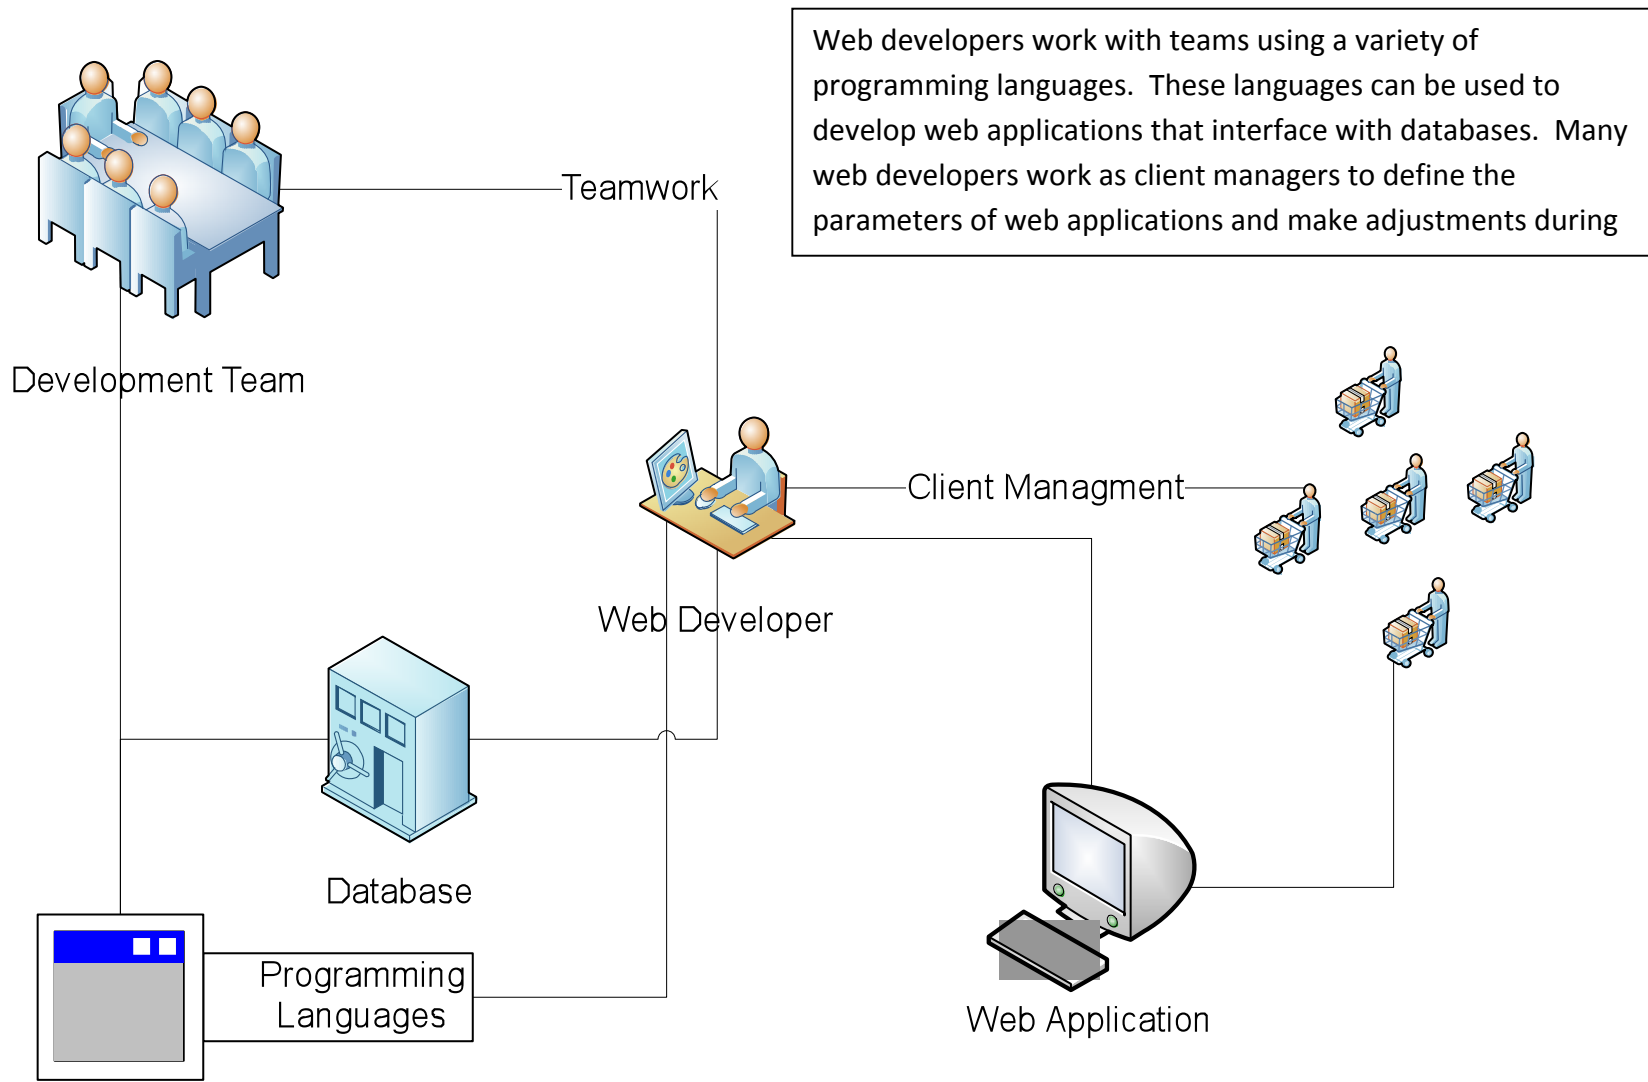 Web developers work with teams using a variety of
programming languages.  These languages can be used to
develop web applications that interface with databases.  Many
web developers work as client managers to define the
parameters of web applications and make adjustments during
Teamwork
Development Team
Client Managment
Web Developer
Database
Programming
Languages
Web Application